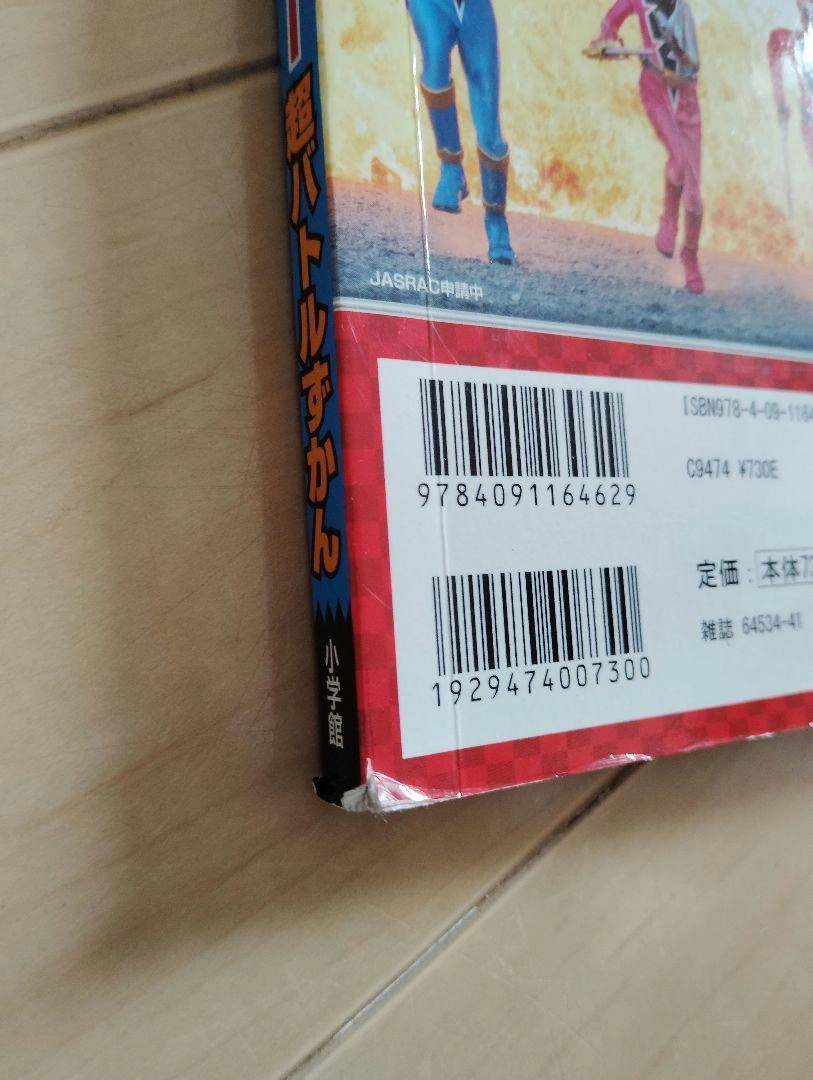 超バトルずかん
小学館
JASRAC申請中
ISBN978-4-09-1164
9784091164629
C9474 ¥730E
定価：本体73
雑誌 64534-41
1929474007300